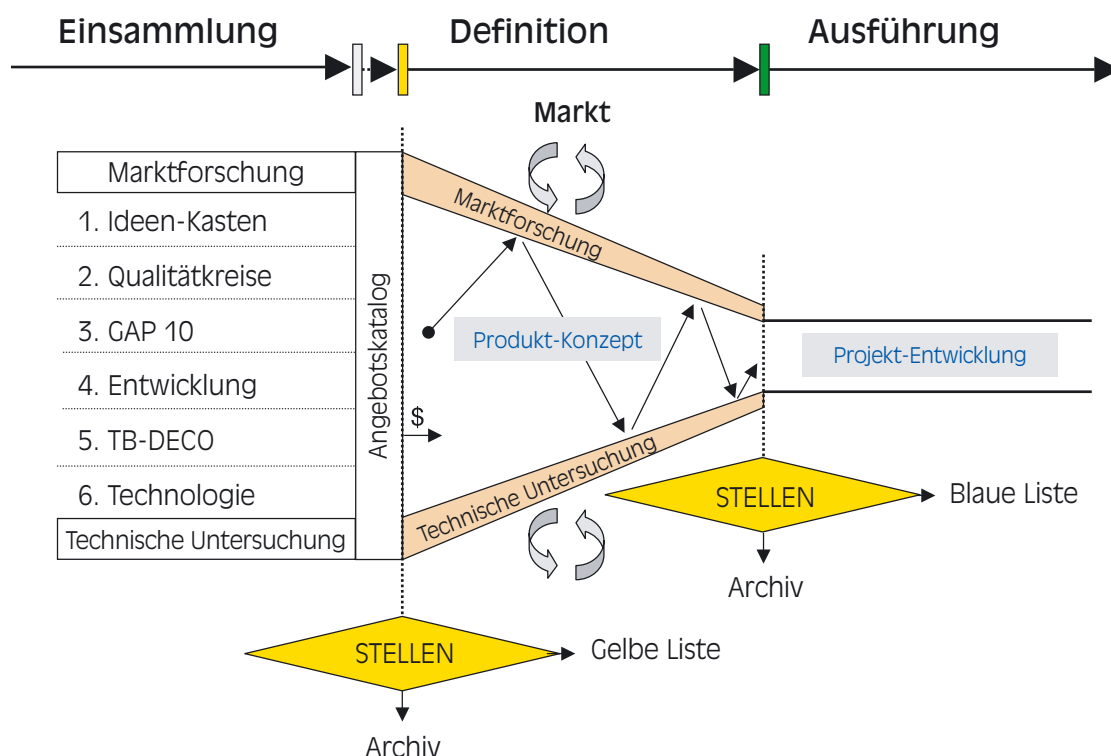 Einsammlung
Definition
Ausführung
Markt
Marktforschung
1. Ideen-Kasten
2. Qualitätkreise
3. GAP 10
4. Entwicklung
5. TB-DECO
6. Technologie
Technische Untersuchung
Angebotskatalog
$
Marktforschung
Produkt-Konzept
Technische Untersuchung
Projekt-Entwicklung
STELLEN
Blaue Liste
Archiv
STELLEN
Gelbe Liste
Archiv